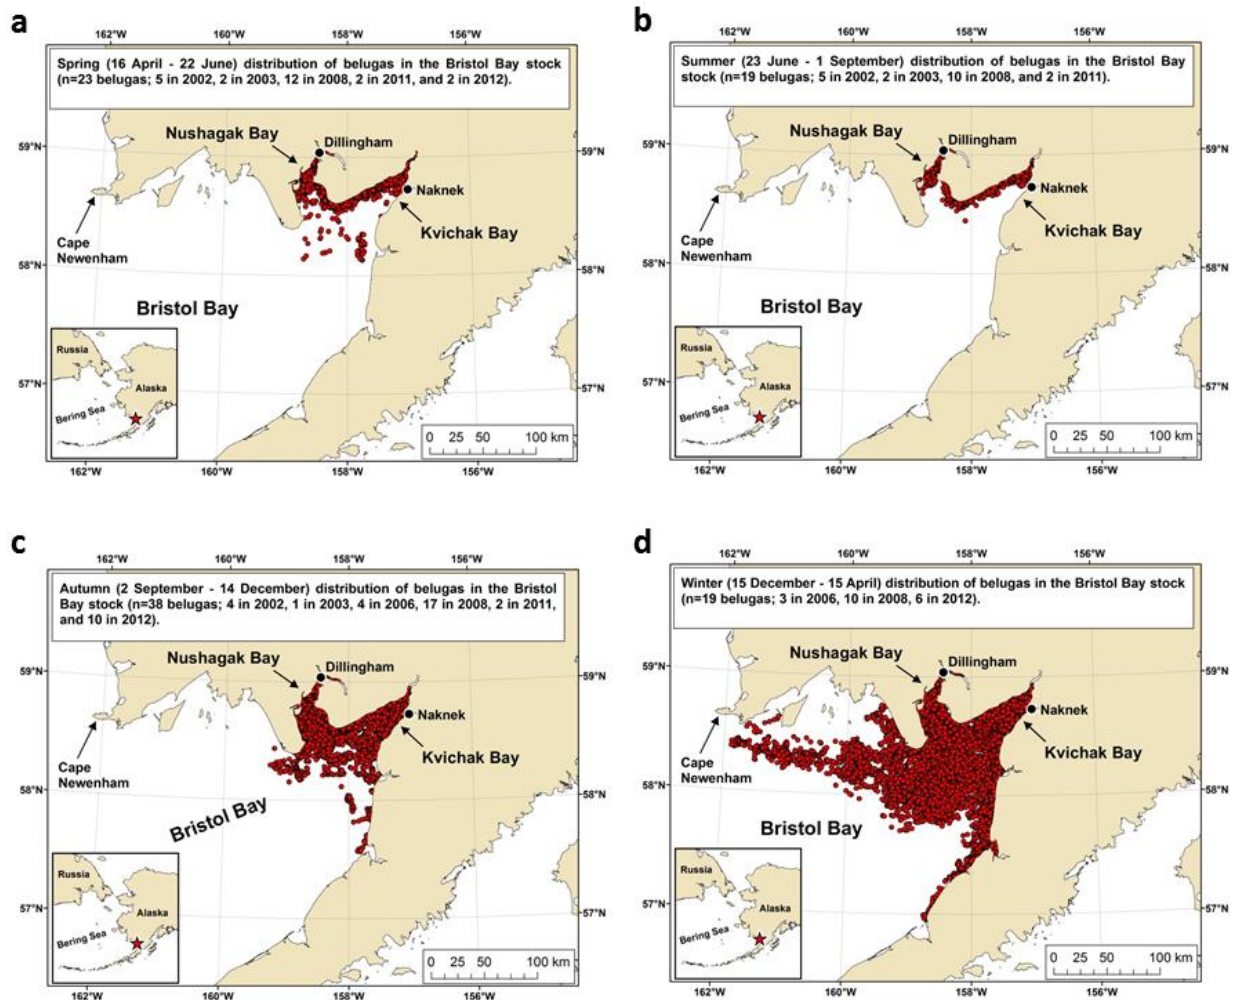 a
162°W 160°W 158°W 156°W
Spring (16 April - 22 June) distribution of belugas in the Bristol Bay stock
(n=23 belugas; 5 in 2002, 2 in 2003, 12 in 2008, 2 in 2011, and 2 in 2012).
59°N
Nushagak Bay
Dillingham
59°N
Naknek
Kvichak Bay
Cape
Newenham
58°N
58°N
Bristol Bay
57°N
57°N
Russia
Alaska
Bering Sea
0 25 50 100 km
162°W 160°W 158°W 156°W
b
162°W 160°W 158°W 156°W
Summer (23 June - 1 September) distribution of belugas in the Bristol Bay
stock (n=19 belugas; 5 in 2002, 2 in 2003, 10 in 2008, and 2 in 2011).
59°N
Nushagak Bay
Dillingham
59°N
Naknek
Kvichak Bay
Cape
Newenham
58°N
58°N
Bristol Bay
57°N
57°N
Russia
Alaska
Bering Sea
0 25 50 100 km
162°W 160°W 158°W 156°W
c
162°W 160°W 158°W 156°W
Autumn (2 September - 14 December) distribution of belugas in the Bristol
Bay stock (n=38 belugas; 4 in 2002, 1 in 2003, 4 in 2006, 17 in 2008, 2 in 2011,
and 10 in 2012).
59°N
Nushagak Bay
Dillingham
59°N
Naknek
Kvichak Bay
Cape
Newenham
58°N
58°N
Bristol Bay
57°N
57°N
Russia
Alaska
Bering Sea
0 25 50 100 km
162°W 160°W 158°W 156°W
d
162°W 160°W 158°W 156°W
Winter (15 December - 15 April) distribution of belugas in the Bristol Bay stock
(n=19 belugas; 3 in 2006, 10 in 2008, 6 in 2012).
59°N
Nushagak Bay
Dillingham
59°N
Naknek
Kvichak Bay
Cape
Newenham
58°N
58°N
Bristol Bay
57°N
57°N
Russia
Alaska
Bering Sea
0 25 50 100 km
162°W 160°W 158°W 156°W